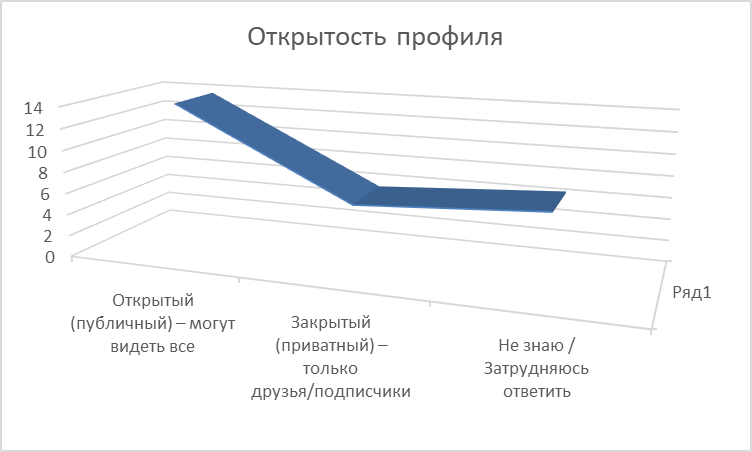 Открытость профиля
14
12
10
8
6
4
2
0
Открытый
(публичный) – могут
видеть все
Закрытый
(приватный) –
только
друзья/подписчики
Не знаю /
Затрудняюсь
ответить
Ряд1